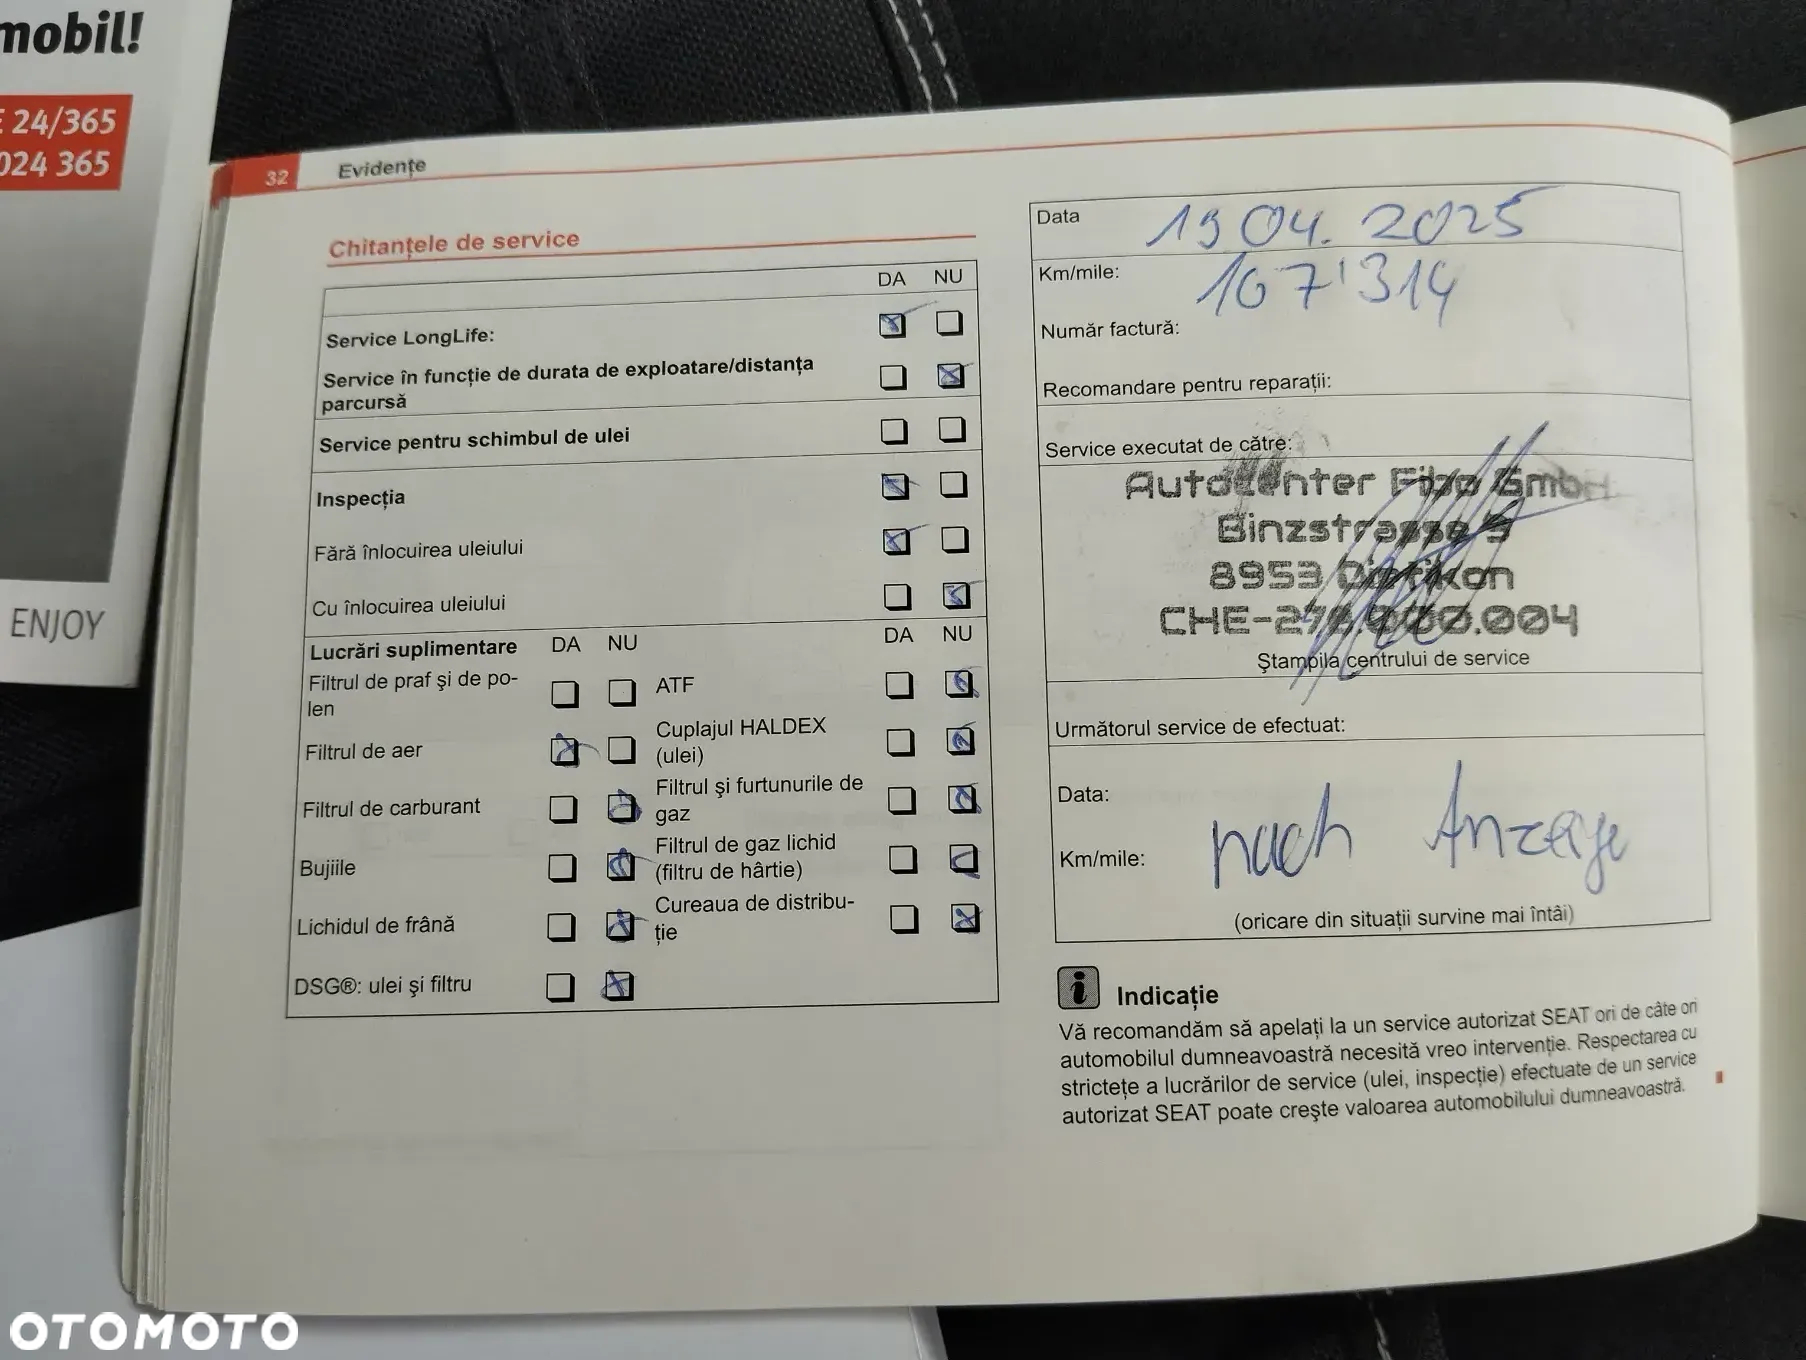 mobil!
E 24/365
024 365
ENJOY
32 Evidențe
Chitanțele de service
DA NU
Service LongLife:
Service în funcție de durata de exploatare/distanța
parcursă
Service pentru schimbul de ulei
Inspecția
Fără înlocuirea uleiului
Cu înlocuirea uleiului
Lucrări suplimentare DA NU DA NU
Filtrul de praf și de po-
len
ATF
Filtrul de aer
Cuplajul HALDEX
(ulei)
Filtrul de carburant
Filtrul și furtunurile de
gaz
Bujiile
Filtrul de gaz lichid
(filtru de hârtie)
Lichidul de frână
Cureaua de distribu-
ție
DSG®: ulei și filtru
Data 19 04. 2025
Km/mile: 167'314
Număr factură:
Recomandare pentru reparații:
Service executat de către:
Autocenter GmbH
Binzstrasse
8953 Dietikon
Ștampila centrului de service
Următorul service de efectuat:
Data:
Km/mile: nach Anzeige
(oricare din situații survine mai întâi)
i Indicație
Vă recomandăm să apelați la un service autorizat SEAT ori de câte ori
automobilul dumneavoastră necesită vreo intervenție. Respectarea cu
strictețe a lucrărilor de service (ulei, inspecție) efectuate de un service
autorizat SEAT poate crește valoarea automobilului dumneavoastră.
OTOMOTO